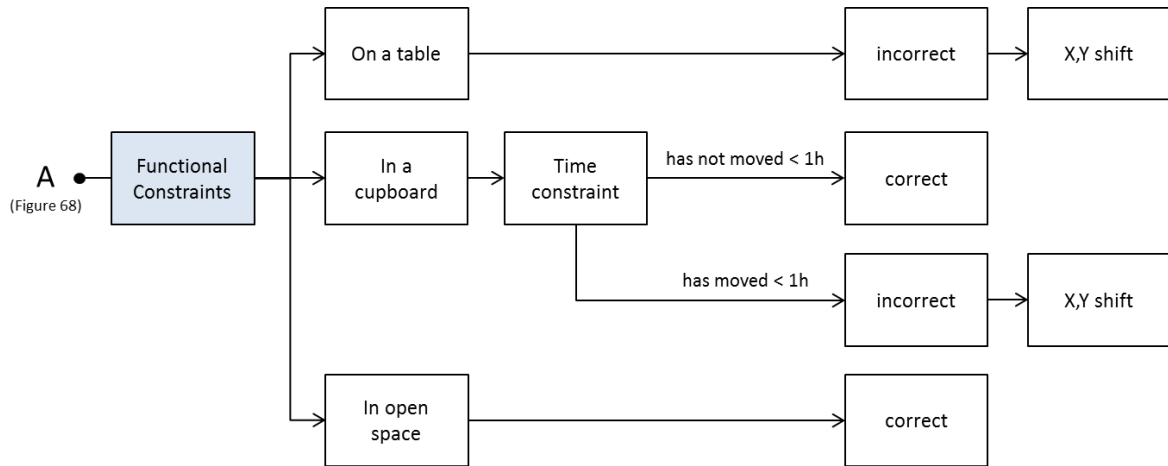 On a table
incorrect
X,Y shift
A
(Figure 68)
Functional
Constraints
In a
cupboard
Time
constraint
has not moved < 1h
correct
has moved < 1h
incorrect
X,Y shift
In open
space
correct